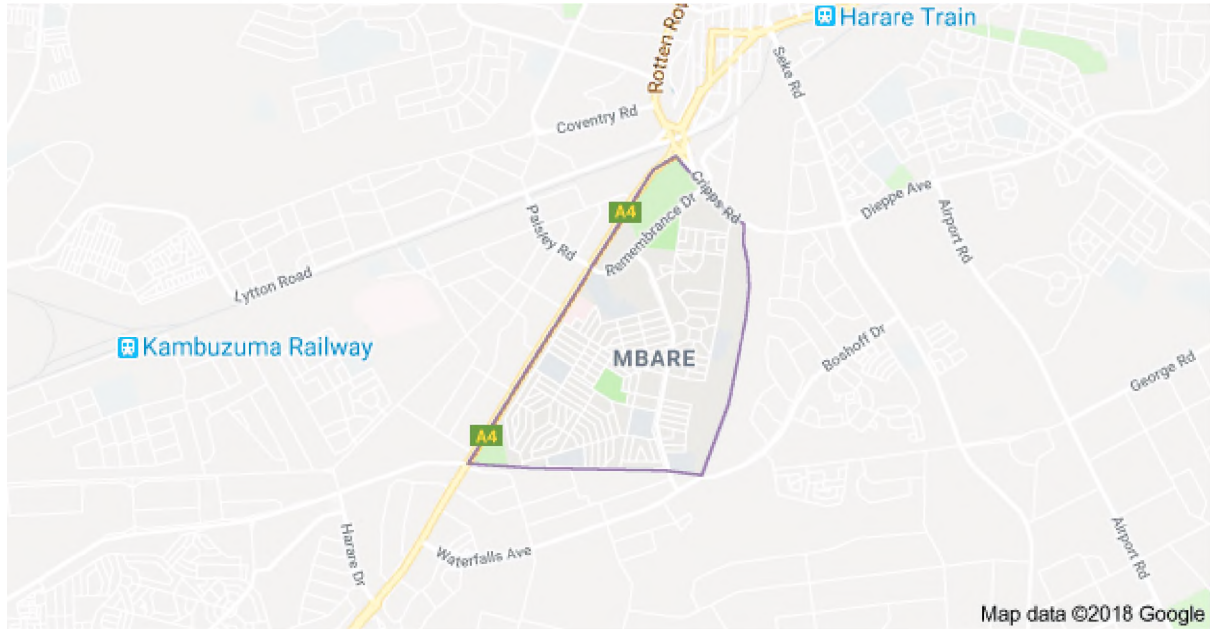 Harare Train
Rotten Row
Seke Rd
Coventry Rd
Cripps Rd
Dieppe Ave
A4
Remembrance Dr
Paisley Rd
Airport Rd
Lytton Road
Kambuzuma Railway
MBARE
Boshoff Dr
George Rd
A4
Harare Dr
Waterfalls Ave
Airport Rd
Map data ©2018 Google